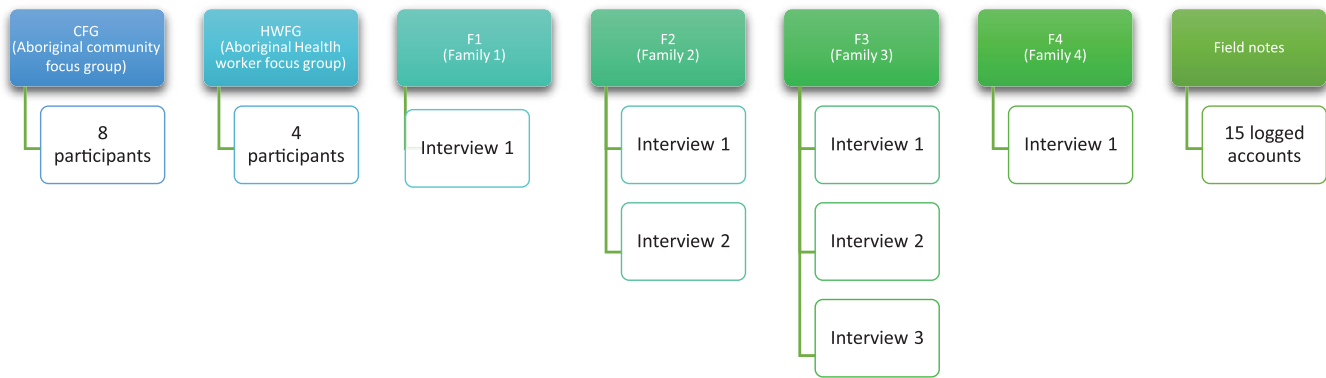 CFG
(Aboriginal community
focus group)
8
participants
HWFG
(Aboriginal Healtlh
worker focus group)
4
participants
F1
(Family 1)
Interview 1
F2
(Family 2)
Interview 1
Interview 2
F3
(Family 3)
Interview 1
Interview 2
Interview 3
F4
(Family 4)
Interview 1
Field notes
15 logged
accounts